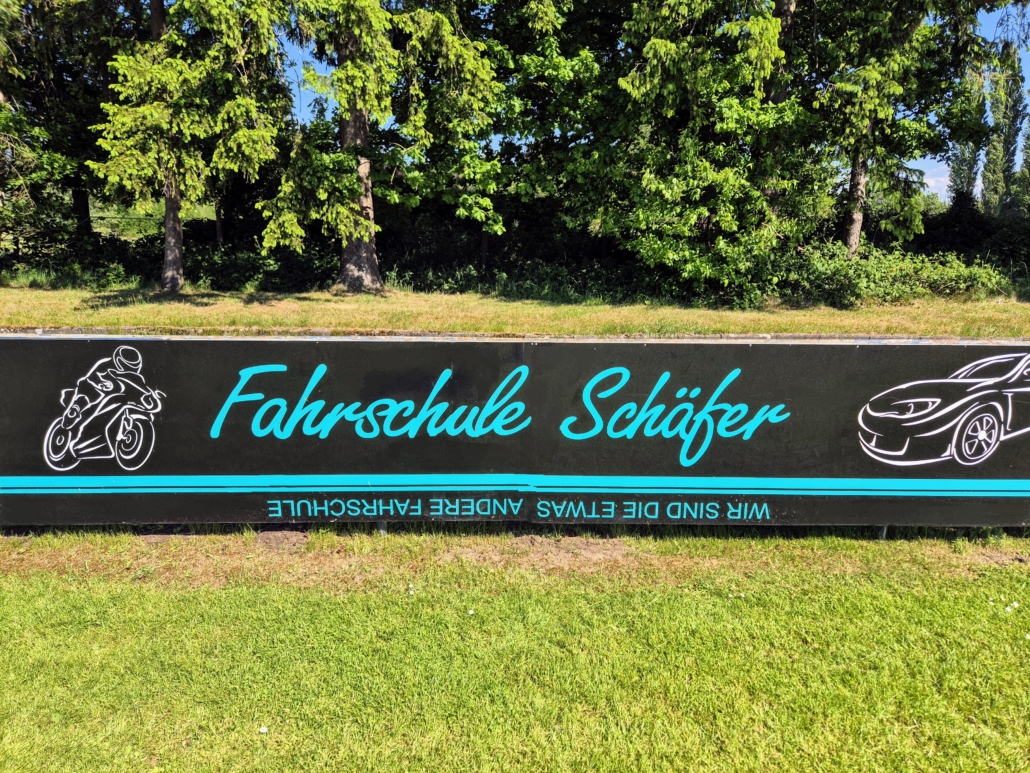 Fahrschule Schäfer
WIR SIND DIE ETWAS ANDERE FAHRSCHULE